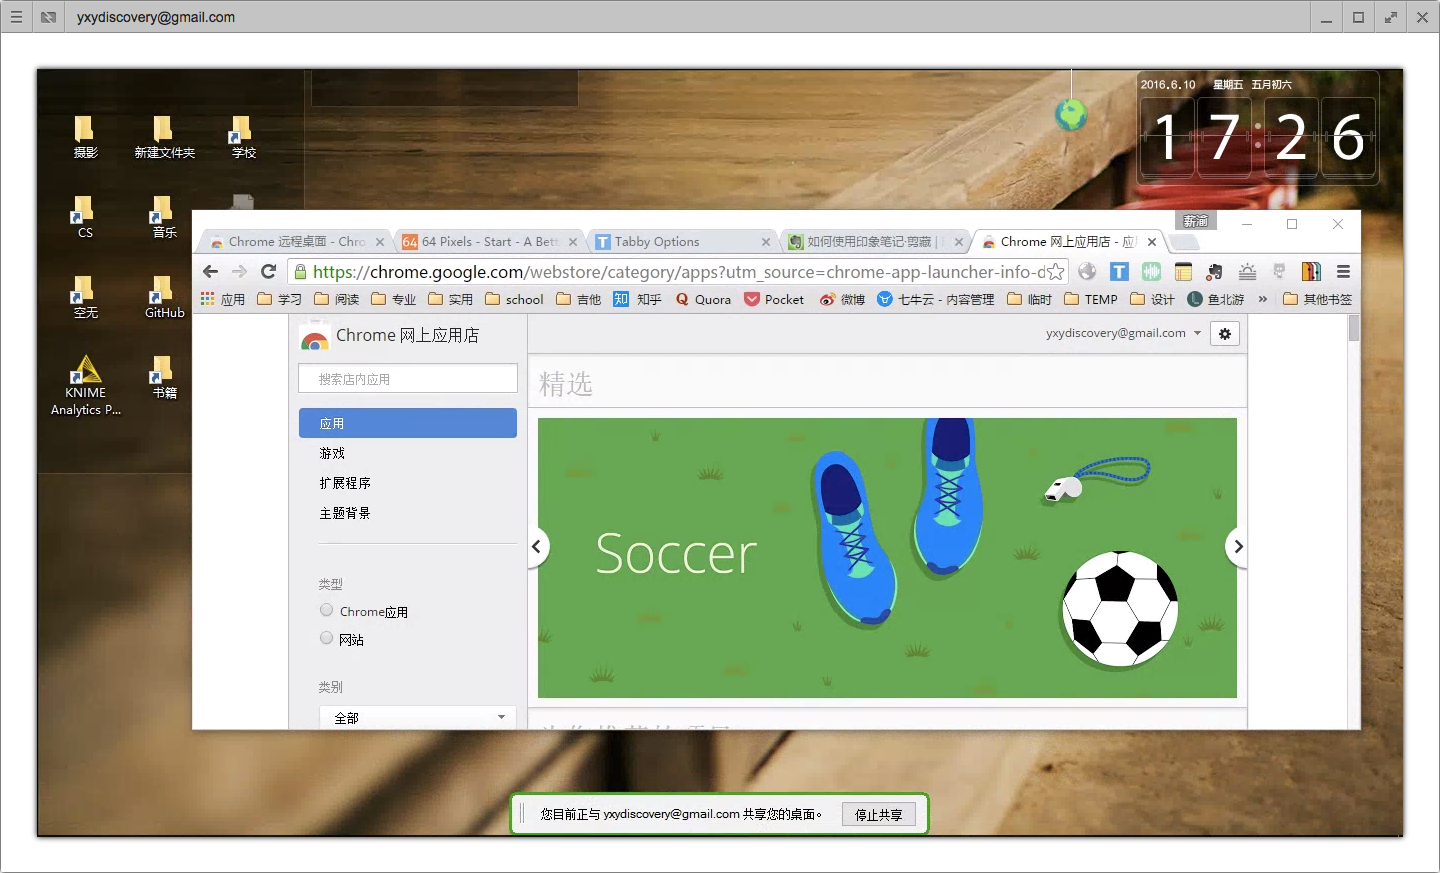 yxydiscovery@gmail.com
2016.6.10 星期五 五月初六
17:26
摄影
新建文件夹
学校
CS
音乐
空无
GitHub
KNIME
Analytics P...
书籍
薪渝
Chrome 远程桌面 - Chro
64 Pixels - Start - A Bett
Tabby Options
如何使用印象笔记·剪藏 |
Chrome 网上应用店 - 应
https://chrome.google.com/webstore/category/apps?utm_source=chrome-app-launcher-info-d
应用 学习 阅读 专业 实用 school 吉他 知 知乎 Quora Pocket 微博 七牛云 - 内容管理 临时 TEMP 设计 鱼北游 » 其他书签
Chrome 网上应用店
yxydiscovery@gmail.com
搜索店内应用
精选
应用
游戏
扩展程序
主题背景
Soccer
类型
Chrome应用
网站
类别
全部
您目前正与 yxydiscovery@gmail.com 共享您的桌面。 停止共享